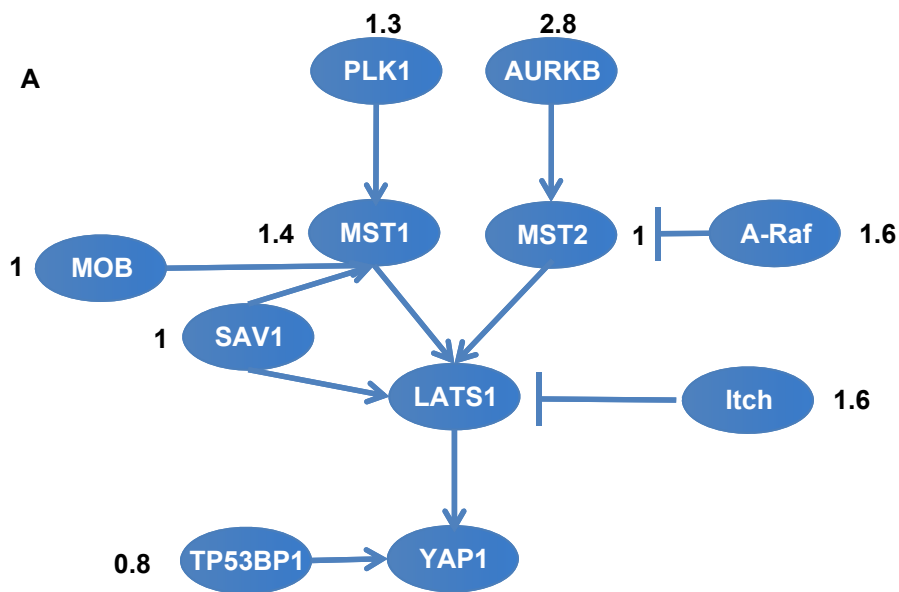 1.3
2.8
A
PLK1
AURKB
1.4
MST1
MST2
1
A-Raf
1.6
1
MOB
1
SAV1
LATS1
Itch
1.6
0.8
TP53BP1
YAP1